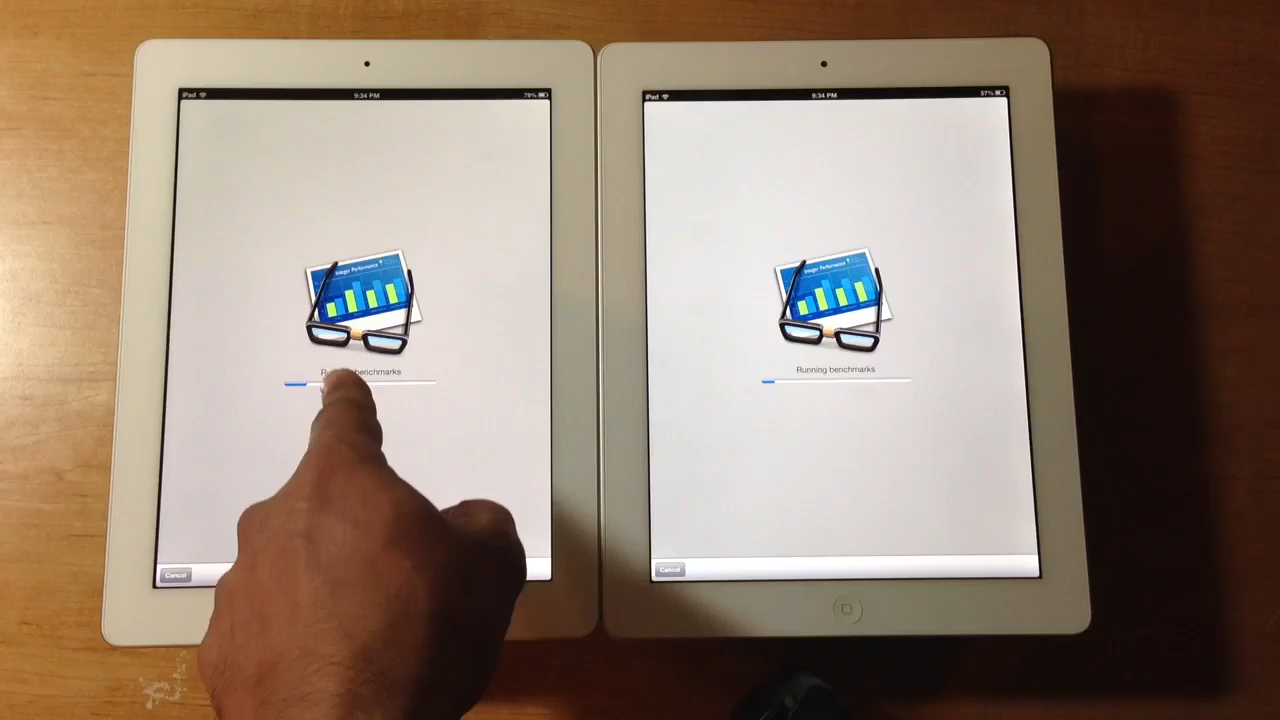 iPad 9:34 PM 79%
Integer Performance
Ru benchmarks
Cancel
iPad 9:34 PM 57%
Integer Performance
Running benchmarks
Cancel